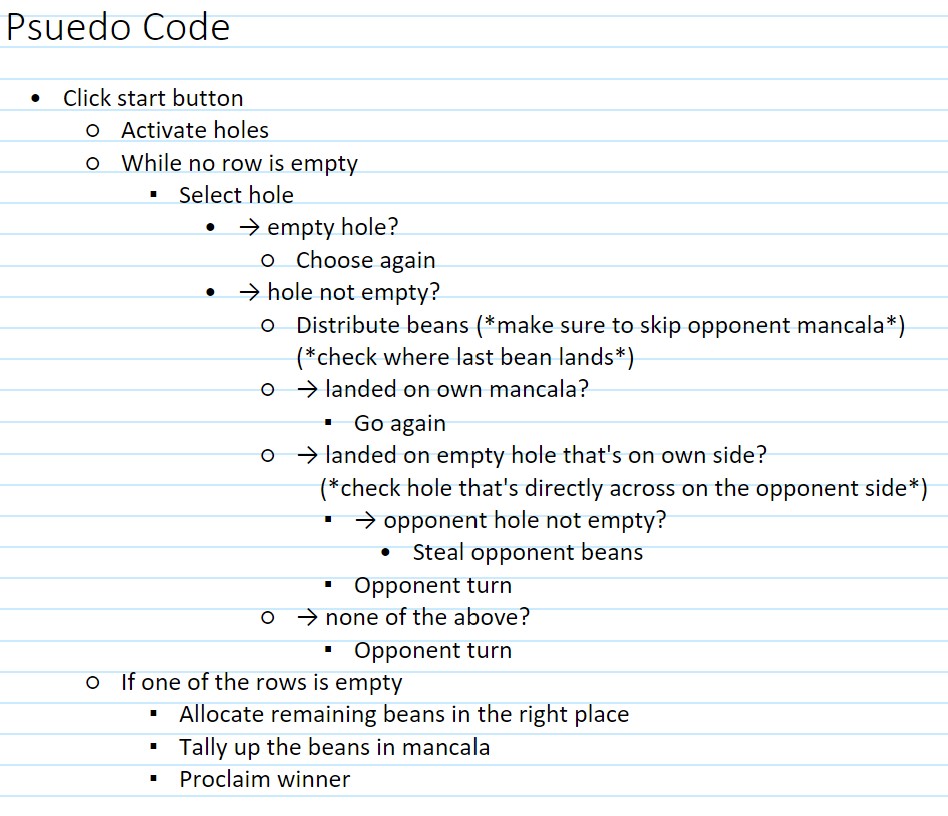 Psuedo Code
• Click start button
○ Activate holes
○ While no row is empty
▪ Select hole
• → empty hole?
○ Choose again
• → hole not empty?
○ Distribute beans (*make sure to skip opponent mancala*)
(*check where last bean lands*)
○ → landed on own mancala?
▪ Go again
○ → landed on empty hole that's on own side?
(*check hole that's directly across on the opponent side*)
▪ → opponent hole not empty?
• Steal opponent beans
▪ Opponent turn
○ → none of the above?
▪ Opponent turn
○ If one of the rows is empty
▪ Allocate remaining beans in the right place
▪ Tally up the beans in mancala
▪ Proclaim winner